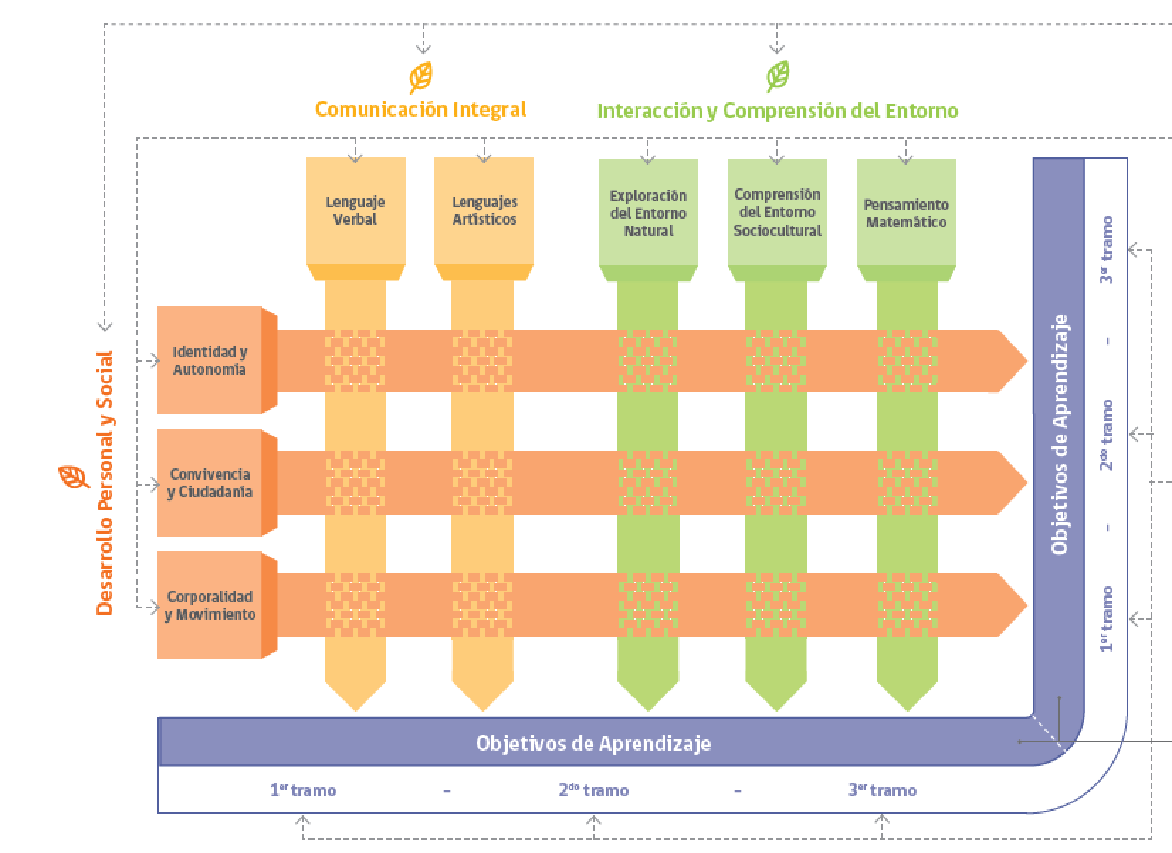 Comunicación Integral
Interacción y Comprensión del Entorno
Lenguaje
Verbal
Lenguajes
Artísticos
Exploración
del Entorno
Natural
Comprensión
del Entorno
Sociocultural
Pensamiento
Matemático
Desarrollo Personal y Social
Identidad y
Autonomía
Convivencia
y Ciudadanía
Corporalidad
y Movimiento
Objetivos de Aprendizaje
1er tramo – 2do tramo – 3er tramo
Objetivos de Aprendizaje
1er tramo – 2do tramo – 3er tramo